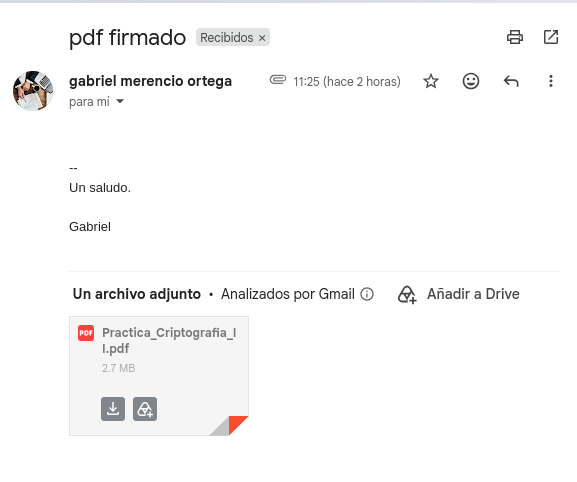 pdf firmado Recibidos ×
gabriel merencio ortega 11:25 (hace 2 horas)
para mí
--
Un saludo.
Gabriel
Un archivo adjunto • Analizados por Gmail Añadir a Drive
PDF Practica_Criptografia_I
I.pdf
2.7 MB